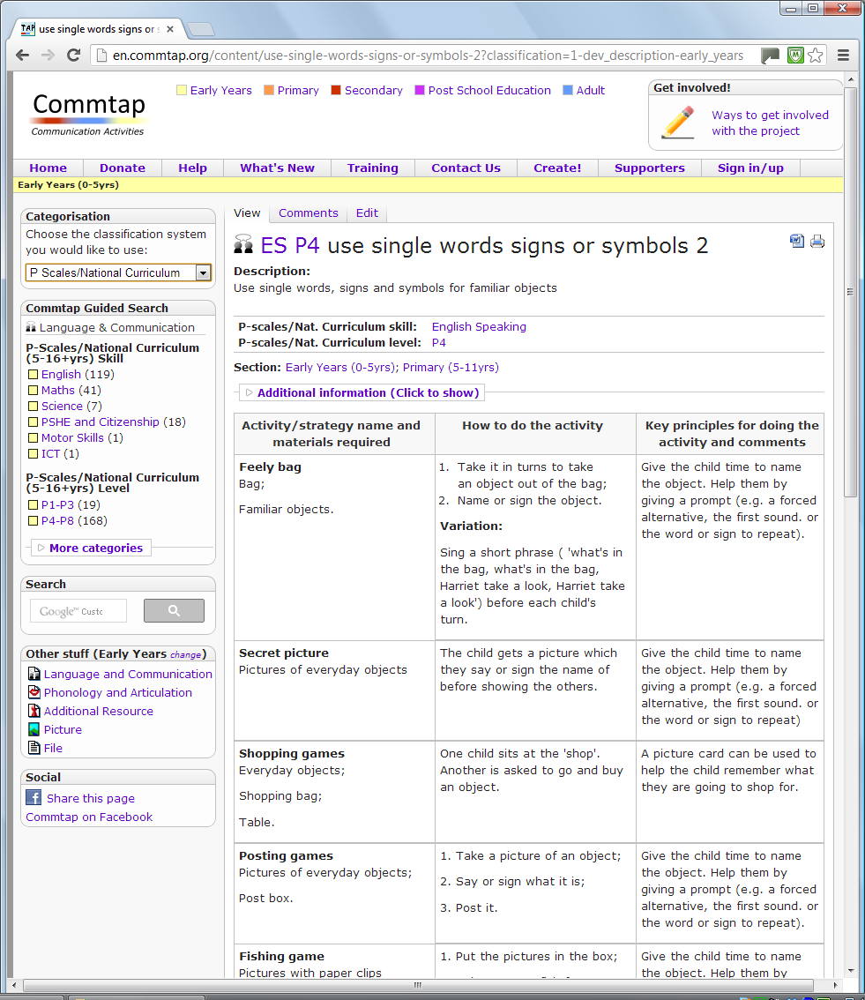 TAP use single words signs or s
en.commtap.org/content/use-single-words-signs-or-symbols-2?classification=1-dev_description-early_years
Commtap
Communication Activities
Early Years Primary Secondary Post School Education Adult
Get involved!
Ways to get involved
with the project
Home Donate Help What's New Training Contact Us Create! Supporters Sign in/up
Early Years (0-5yrs)
Categorisation
Choose the classification system
you would like to use:
P Scales/National Curriculum
Commtap Guided Search
Language & Communication
P-Scales/National Curriculum
(5-16+yrs) Skill
English (119)
Maths (41)
Science (7)
PSHE and Citizenship (18)
Motor Skills (1)
ICT (1)
P-Scales/National Curriculum
(5-16+yrs) Level
P1-P3 (19)
P4-P8 (168)
More categories
Search
Google™ Custo
Other stuff (Early Years change)
Language and Communication
Phonology and Articulation
Additional Resource
Picture
File
Social
Share this page
Commtap on Facebook
View Comments Edit
ES P4 use single words signs or symbols 2
Description:
Use single words, signs and symbols for familiar objects
P-scales/Nat. Curriculum skill: English Speaking
P-scales/Nat. Curriculum level: P4
Section: Early Years (0-5yrs); Primary (5-11yrs)
Additional information (Click to show)
Activity/strategy name and
materials required
How to do the activity
Key principles for doing the
activity and comments
Feely bag
Bag;
Familiar objects.
1. Take it in turns to take
an object out of the bag;
2. Name or sign the object.
Variation:
Sing a short phrase ( 'what's in
the bag, what's in the bag,
Harriet take a look, Harriet take
a look') before each child's
turn.
Give the child time to name
the object. Help them by
giving a prompt (e.g. a forced
alternative, the first sound. or
the word or sign to repeat).
Secret picture
Pictures of everyday objects
The child gets a picture which
they say or sign the name of
before showing the others.
Give the child time to name
the object. Help them by
giving a prompt (e.g. a forced
alternative, the first sound. or
the word or sign to repeat)
Shopping games
Everyday objects;
Shopping bag;
Table.
One child sits at the 'shop'.
Another is asked to go and buy
an object.
A picture card can be used to
help the child remember what
they are going to shop for.
Posting games
Pictures of everyday objects;
Post box.
1. Take a picture of an object;
2. Say or sign what it is;
3. Post it.
Give the child time to name
the object. Help them by
giving a prompt (e.g. a forced
alternative, the first sound. or
the word or sign to repeat).
Fishing game
Pictures with paper clips
1. Put the pictures in the box;
Give the child time to name
the object. Help them by